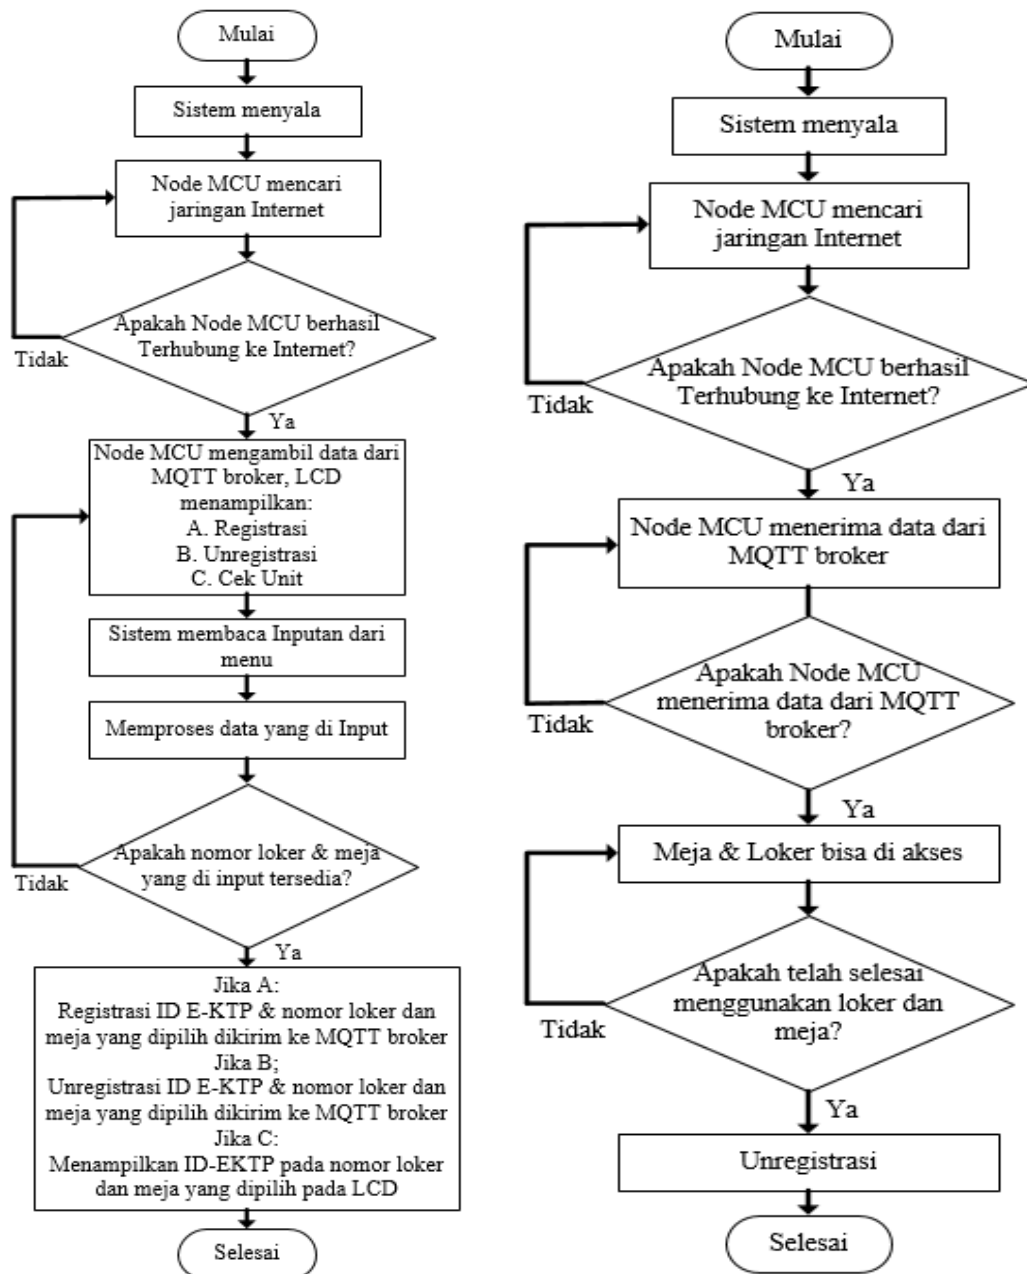 Mulai
Sistem menyala
Node MCU mencari
jaringan Internet
Apakah Node MCU berhasil
Terhubung ke Internet?
Tidak
Ya
Node MCU mengambil data dari
MQTT broker, LCD
menampilkan:
A. Registrasi
B. Unregistrasi
C. Cek Unit
Sistem membaca Inputan dari
menu
Memproses data yang di Input
Apakah nomor loker & meja
yang di input tersedia?
Tidak
Ya
Jika A:
Registrasi ID E-KTP & nomor loker dan
meja yang dipilih dikirim ke MQTT broker
Jika B;
Unregistrasi ID E-KTP & nomor loker dan
meja yang dipilih dikirim ke MQTT broker
Jika C:
Menampilkan ID-EKTP pada nomor loker
dan meja yang dipilih pada LCD
Selesai
Mulai
Sistem menyala
Node MCU mencari
jaringan Internet
Apakah Node MCU berhasil
Terhubung ke Internet?
Tidak
Ya
Node MCU menerima data dari
MQTT broker
Apakah Node MCU
menerima data dari MQTT
broker?
Tidak
Ya
Meja & Loker bisa di akses
Apakah telah selesai
menggunakan loker dan
meja?
Tidak
Ya
Unregistrasi
Selesai